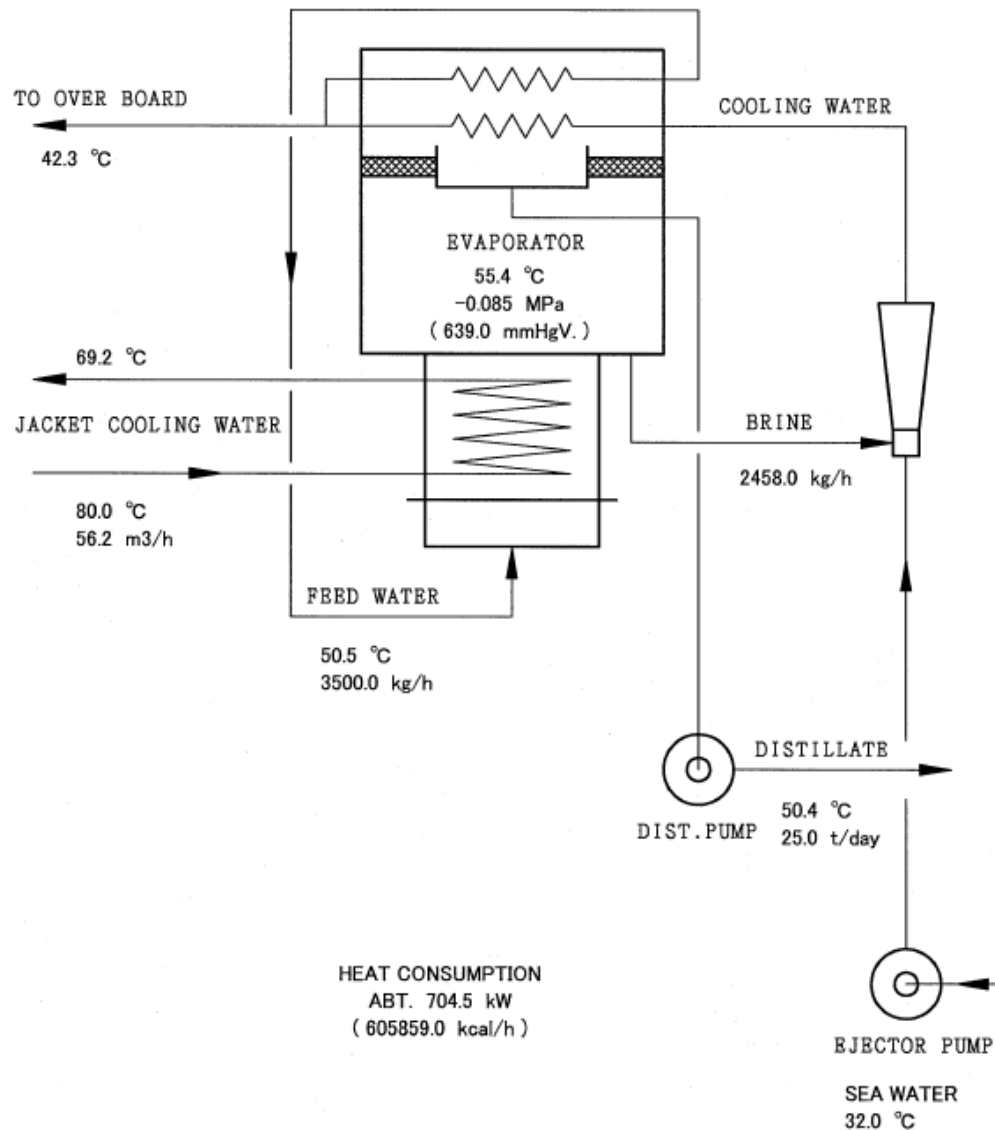 TO OVER BOARD
42.3 °C
COOLING WATER
EVAPORATOR
55.4 °C
-0.085 MPa
( 639.0 mmHgV. )
69.2 °C
JACKET COOLING WATER
80.0 °C
56.2 m3/h
BRINE
2458.0 kg/h
FEED WATER
50.5 °C
3500.0 kg/h
DISTILLATE
50.4 °C
25.0 t/day
DIST.PUMP
HEAT CONSUMPTION
ABT. 704.5 kW
( 605859.0 kcal/h )
EJECTOR PUMP
SEA WATER
32.0 °C